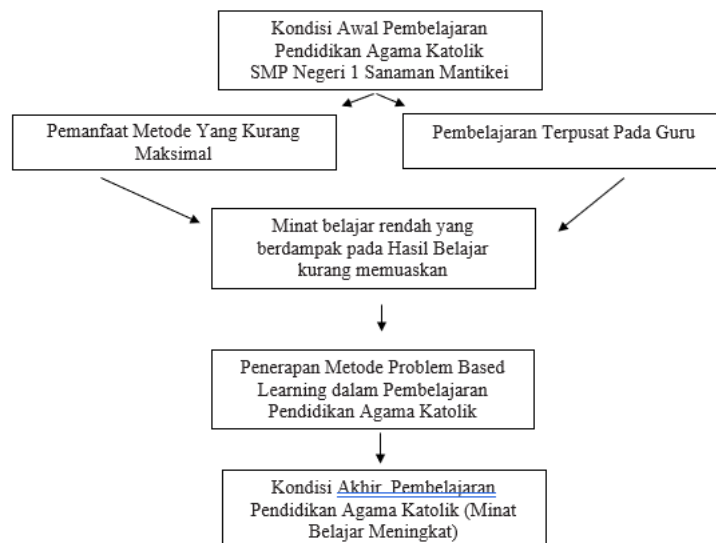 Kondisi Awal Pembelajaran
Pendidikan Agama Katolik
SMP Negeri 1 Sanaman Mantikei
Pemanfaat Metode Yang Kurang
Maksimal
Pembelajaran Terpusat Pada Guru
Minat belajar rendah yang
berdampak pada Hasil Belajar
kurang memuaskan
Penerapan Metode Problem Based
Learning dalam Pembelajaran
Pendidikan Agama Katolik
Kondisi Akhir Pembelajaran
Pendidikan Agama Katolik (Minat
Belajar Meningkat)